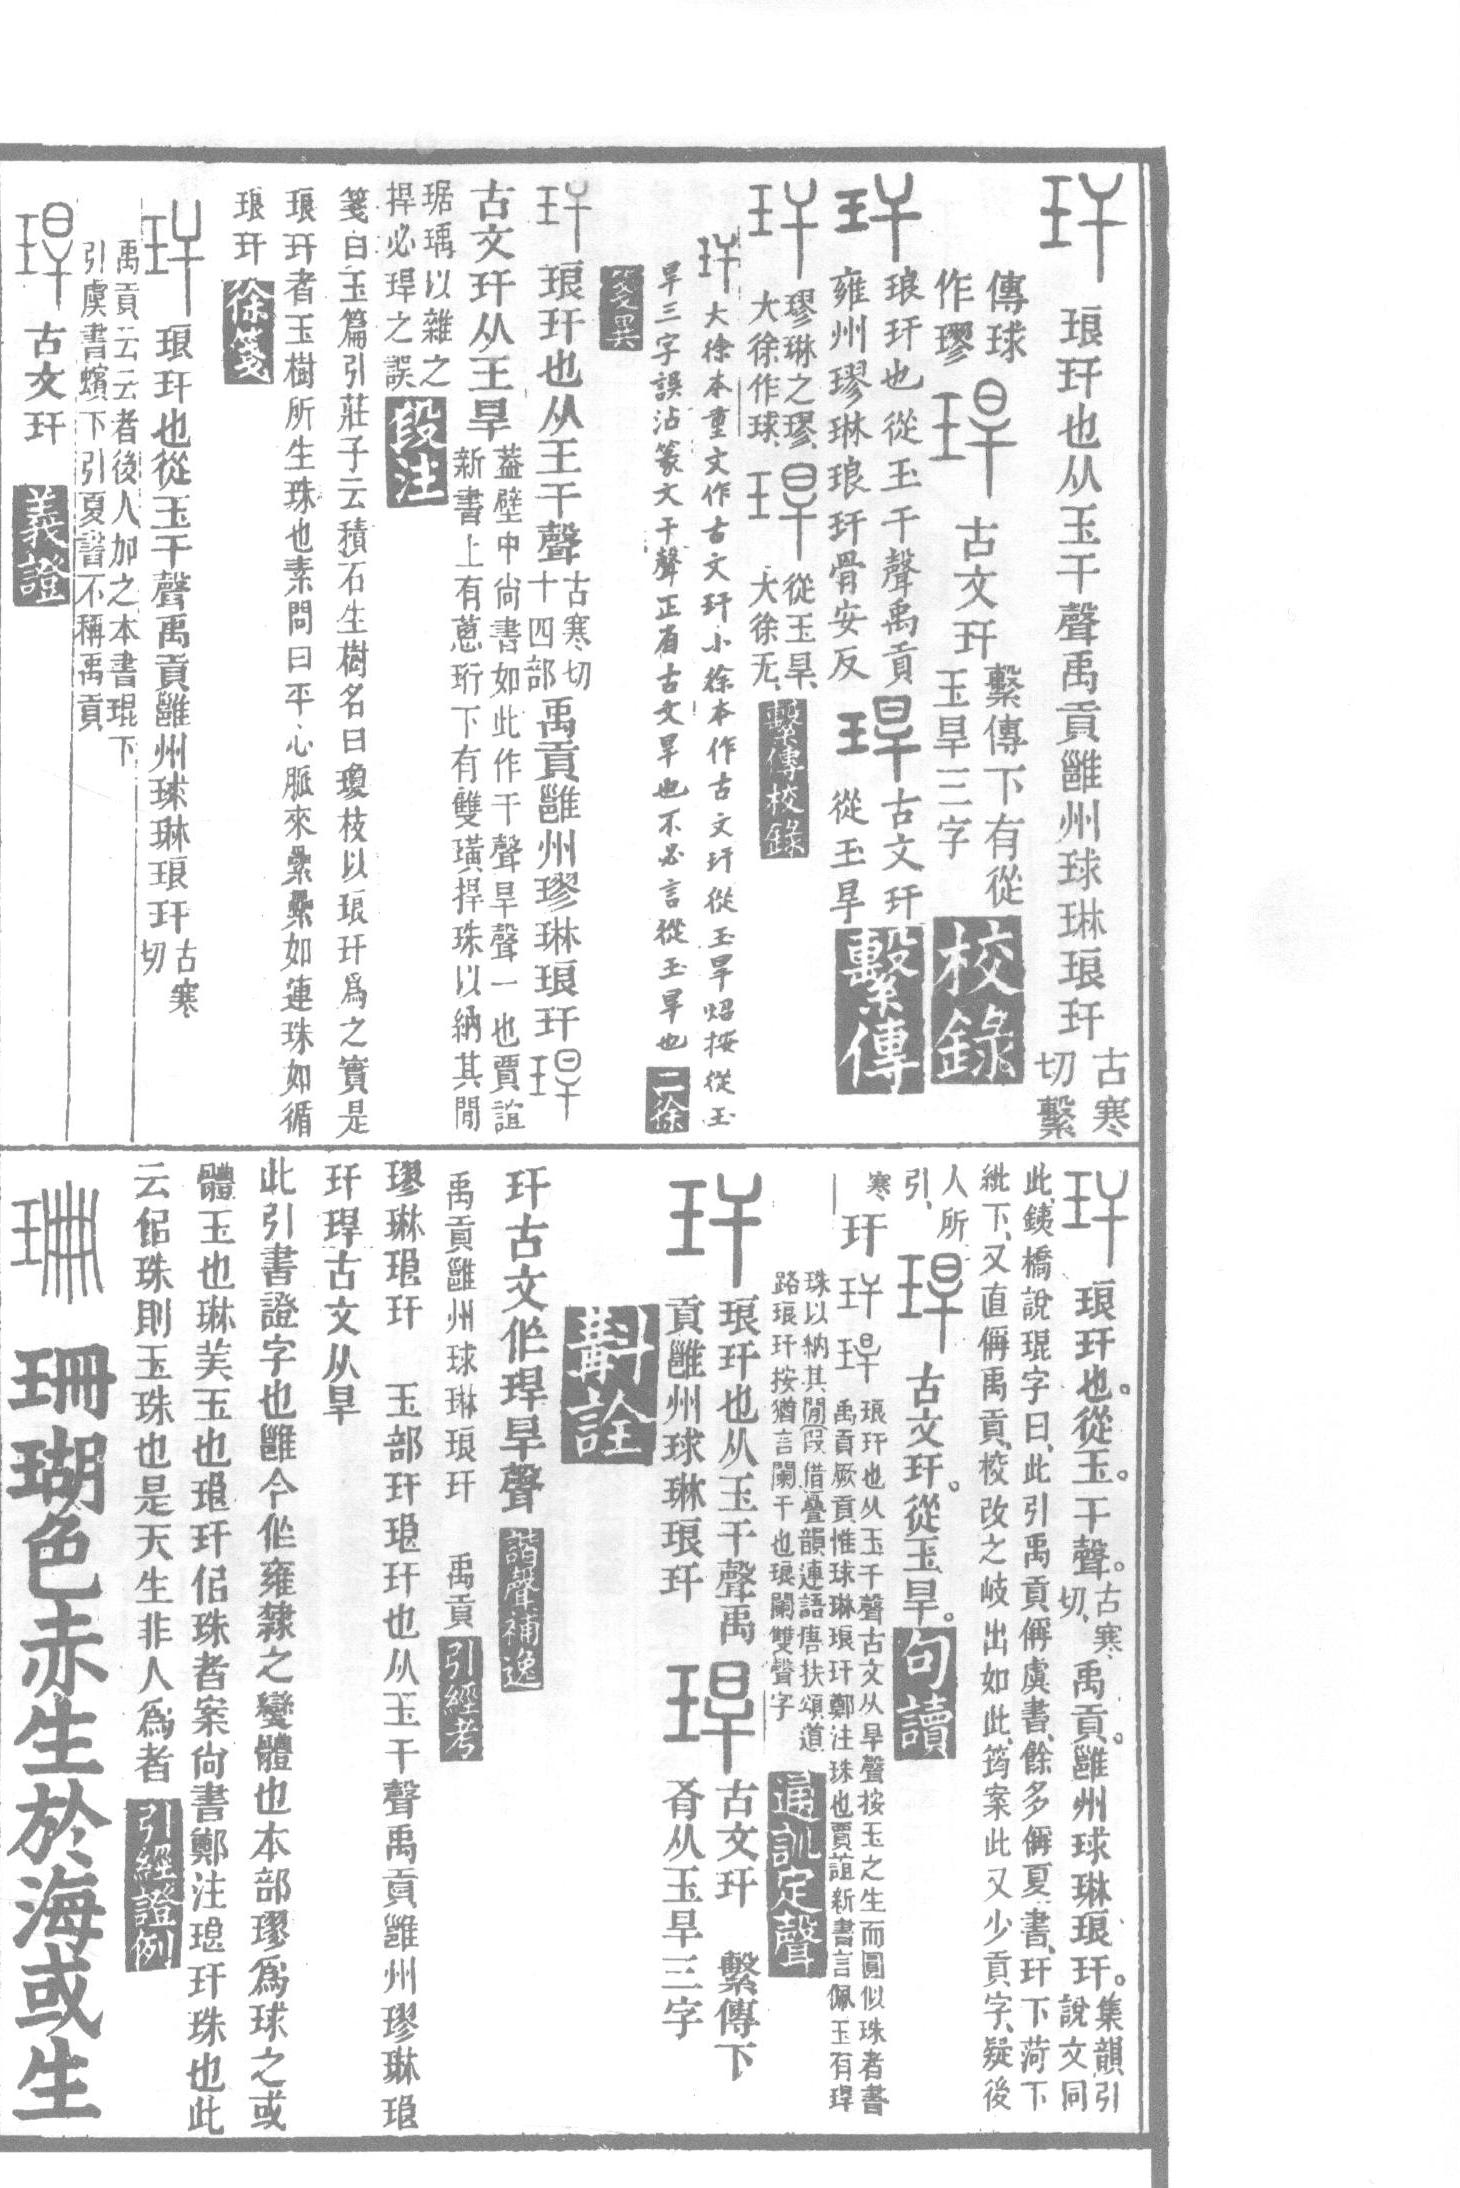 玕 琅玕也从玉干聲禹貢雝州球琳琅玕 古寒切繫
傳球作璆 𤥚 古文玕 繫傳下有從玉旱三字 校錄
玕 琅玕也從玉干聲禹貢雍州璆琳琅玕骨安反 𤥚 古文玕從玉旱 繫傳
玕 璆琳之璆、大徐作球、 𤥚 從玉旱、大徐无、 繫傳校錄
玕 大徐本重文作古文玕小徐本作古文玕從玉旱炤按從玉
旱三字誤沾篆文干聲正有古文旱也不必言從玉旱也 二徐
箋異
玕 琅玕也从王干聲 古寒切十四部 禹貢雝州璆琳琅玕 𤥚
古文玕从王旱 葢壁中尙書如此作干聲旱聲一也賈誼新書上有蔥珩下有雙璜捍珠以納其閒
琚瑀以雜之捍必琾之誤 段注
箋曰玉篇引莊子云積石生樹名曰瓊枝以琅玕爲之實是
琅玕者玉樹所生珠也素問曰平心脈來纍纍如連珠如循
琅玕 徐箋
玕 琅玕也從玉干聲禹貢雝州球琳琅玕 古寒切
禹貢云云者後人加之本書琨下
引虞書蠙下引夏書不稱禹貢
𤥚 古文玕 義證
玕 琅玕也。從玉。干聲。 古寒切、 禹貢。雝州球琳琅玕。 集韻引說文同
此、錢橋說琨字曰、此引禹貢偁虞書、餘多偁夏書、玕下菏下
紪下、又直偁禹貢、校改之岐出如此、筠案此又少貢字、疑後
人所引、 𤥚 古文玕。從玉旱。 句讀
玕 玕 𤥚 琅玕也从玉干聲古文从旱聲按玉之生而圓似珠者書
寒 禹貢厥貢惟球琳琅玕鄭注珠也賈誼新書言佩玉有琾
珠以納其閒 叚借 疊韻連語唐扶頌道
路琅玕按猶言闌干也琅闌雙聲字 通訓定聲
玕 琅玕也从玉干聲禹貢雝州球琳琅玕 𤥚 古文玕 繫傳下有从玉旱三字
斠詮
玕古文作𤥚旱聲 諧聲補逸
禹貢雝州球琳琅玕 禹貢 引經考
璆琳琅玕 玉部玕琅玕也从玉干聲禹貢雝州璆琳琅
玕𤥚古文从旱
此引書證字也雝今作雍隸之變體也本部璆爲球之或
體玉也琳美玉也琅玕佀珠者案尙書鄭注琅玕珠也此
云佀珠則玉珠也是天生非人爲者 引經證例
珊 珊瑚色赤生於海或生